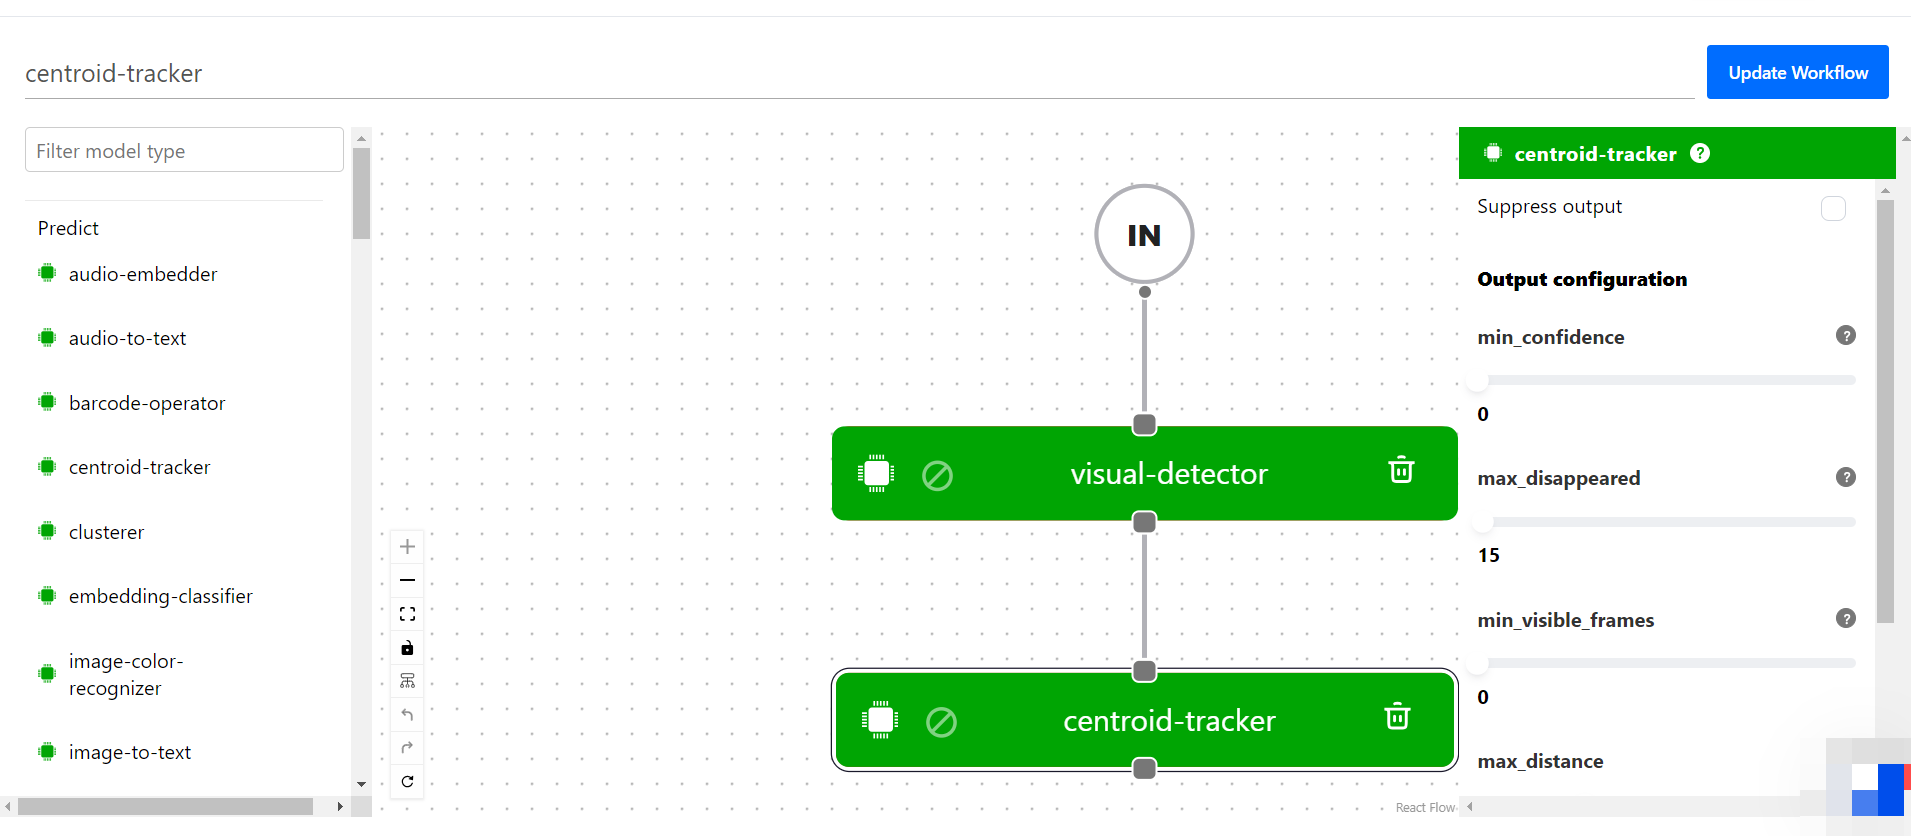 centroid-tracker
Update Workflow
Filter model type
Predict
audio-embedder
audio-to-text
barcode-operator
centroid-tracker
clusterer
embedding-classifier
image-color-
recognizer
image-to-text
IN
visual-detector
centroid-tracker
React Flow
centroid-tracker ?
Suppress output
Output configuration
min_confidence ?
0
max_disappeared ?
15
min_visible_frames ?
0
max_distance